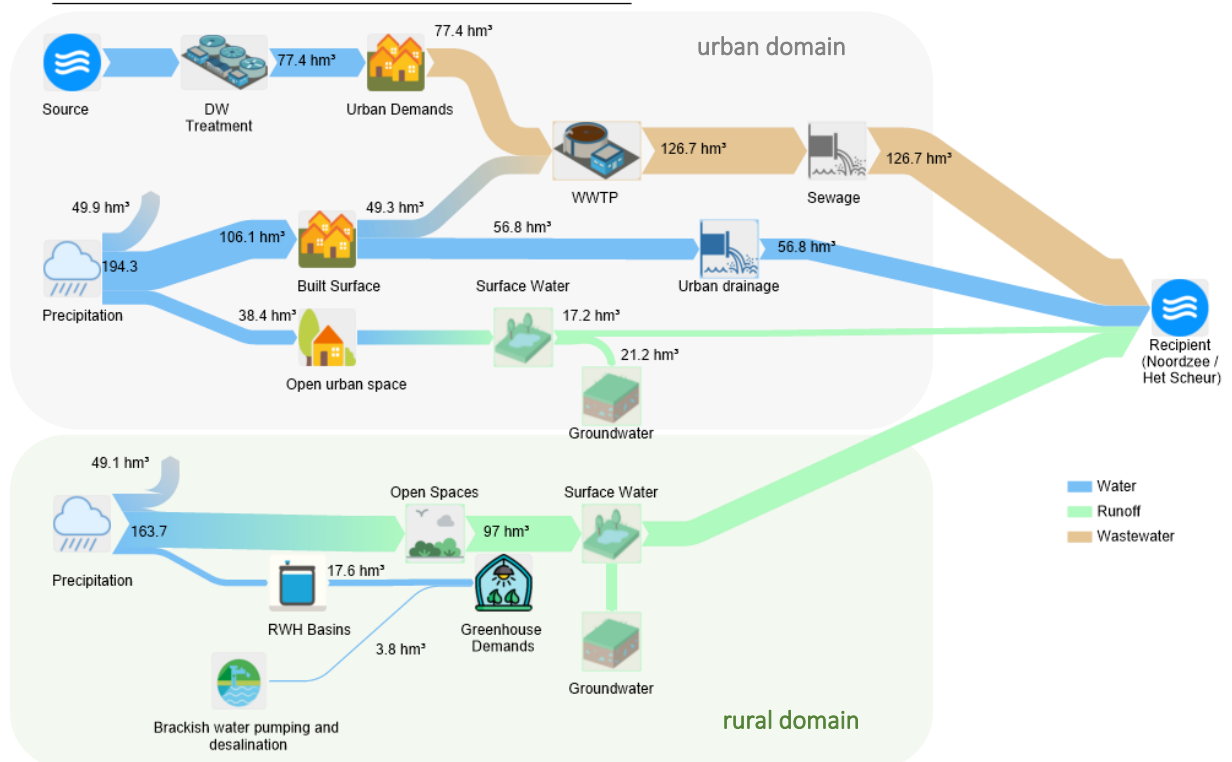 77.4 hm³
urban domain
77.4 hm³
Source
DW
Treatment
Urban Demands
126.7 hm³
126.7 hm³
WWTP
Sewage
49.9 hm³
49.3 hm³
106.1 hm³
56.8 hm³
56.8 hm³
194.3
Precipitation
Built Surface
Surface Water
Urban drainage
38.4 hm³
17.2 hm³
21.2 hm³
Open urban space
Groundwater
Recipient
(Noordzee /
Het Scheur)
49.1 hm³
Open Spaces
Surface Water
163.7
97 hm³
Precipitation
17.6 hm³
RWH Basins
Greenhouse
Demands
3.8 hm³
Groundwater
Brackish water pumping and
desalination
rural domain
Water
Runoff
Wastewater